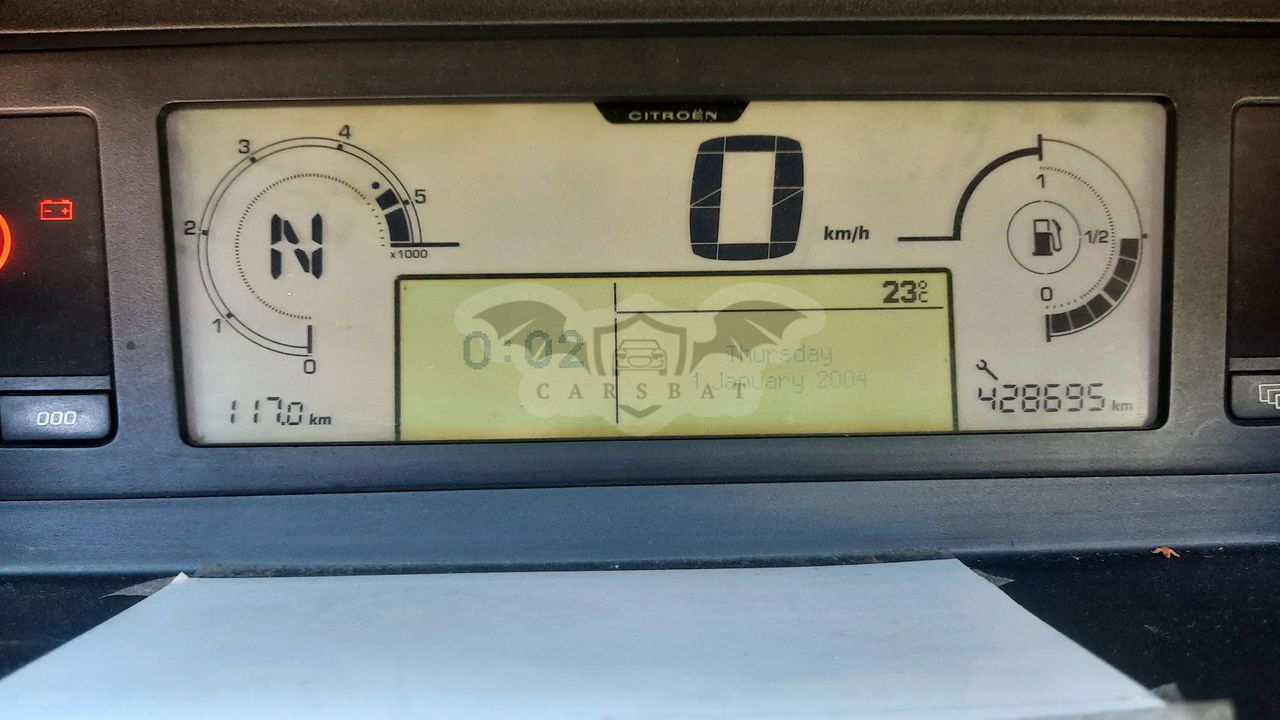 CITROËN
4
3
5
2
x1000
N
1
0
117.0 km
0
km/h
23°C
0:02
Thursday
1 January 2004
CARSBAT
1
1/2
0
428695 km
000